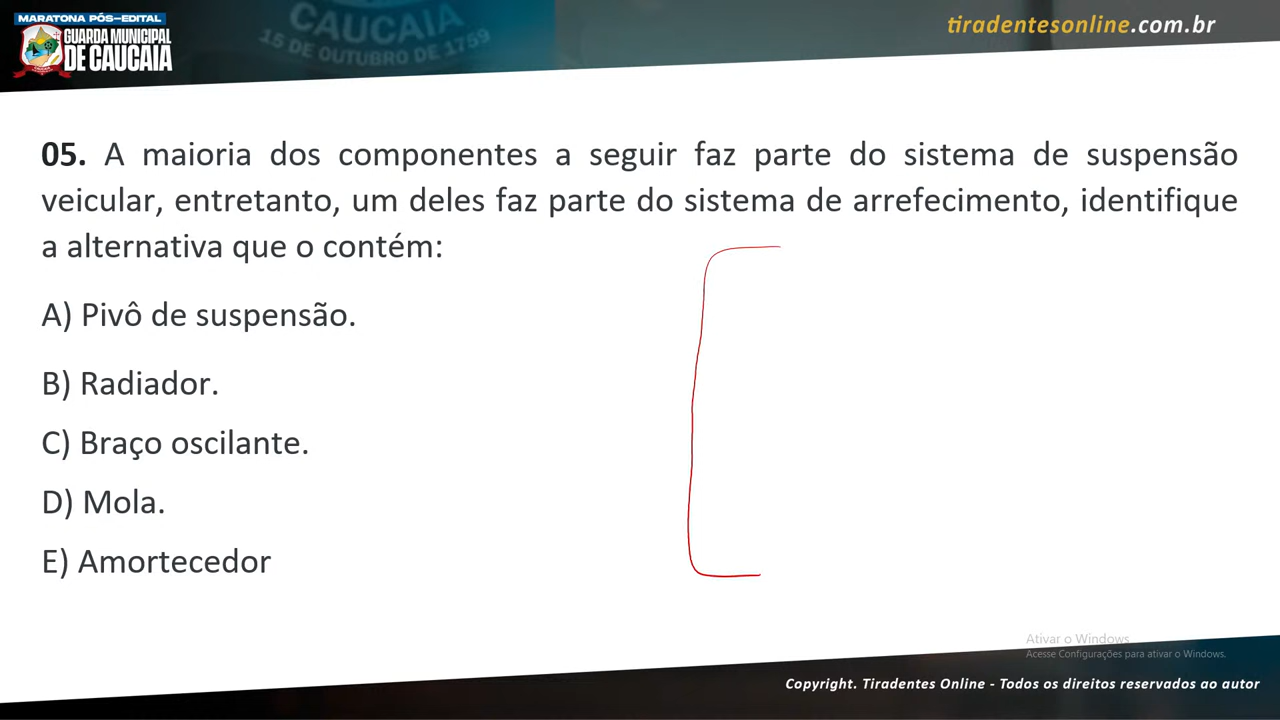 MARATONA PÓS-EDITAL
GUARDA MUNICIPAL
DE CAUCAIA
CAUCAIA
15 DE OUTUBRO DE 1759
tiradentesonline.com.br
05. A maioria dos componentes a seguir faz parte do sistema de suspensão
veicular, entretanto, um deles faz parte do sistema de arrefecimento, identifique
a alternativa que o contém:
A) Pivô de suspensão.
B) Radiador.
C) Braço oscilante.
D) Mola.
E) Amortecedor
Ativar o Windows
Acesse Configurações para ativar o Windows.
Copyright. Tiradentes Online - Todos os direitos reservados ao autor